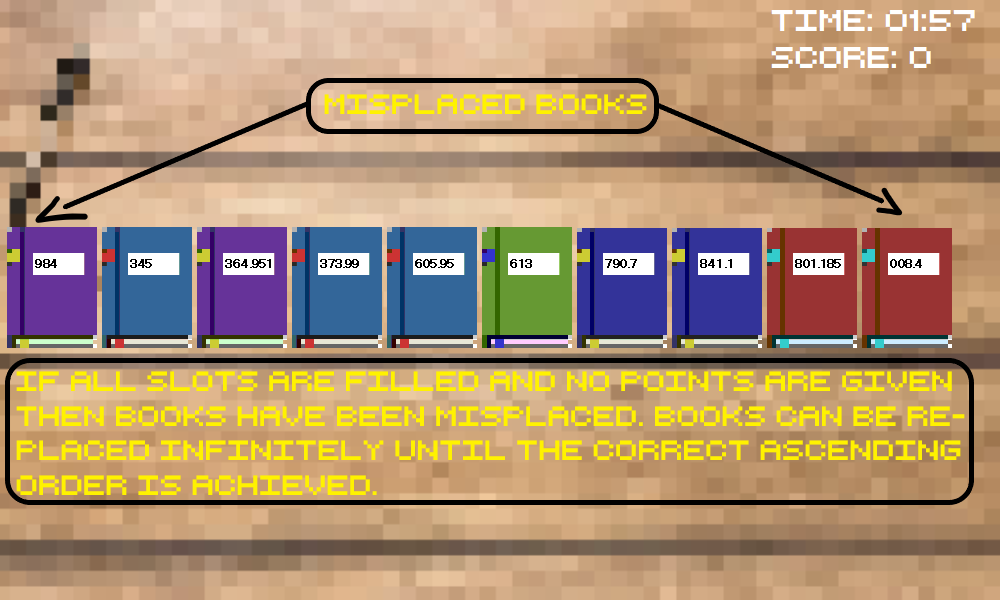 TIME: 01:57
SCORE: 0
MISPLACED BOOKS
984 345 364.951 373.99 605.95 613 790.7 841.1 801.185 008.4
IF ALL SLOTS ARE FILLED AND NO POINTS ARE GIVEN
THEN BOOKS HAVE BEEN MISPLACED. BOOKS CAN BE RE-
PLACED INFINITELY UNTIL THE CORRECT ASCENDING
ORDER IS ACHIEVED.